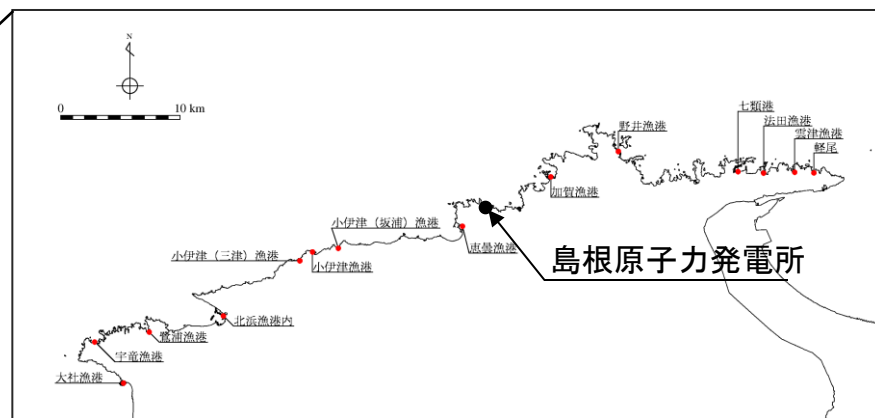 N
0 10 km
七類港
法田漁港
雲津漁港
軽尾
野井漁港
加賀漁港
小伊津（坂浦）漁港
恵曇漁港
小伊津（三津）漁港
小伊津漁港
島根原子力発電所
北浜漁港内
鷺浦漁港
宇竜漁港
大社漁港